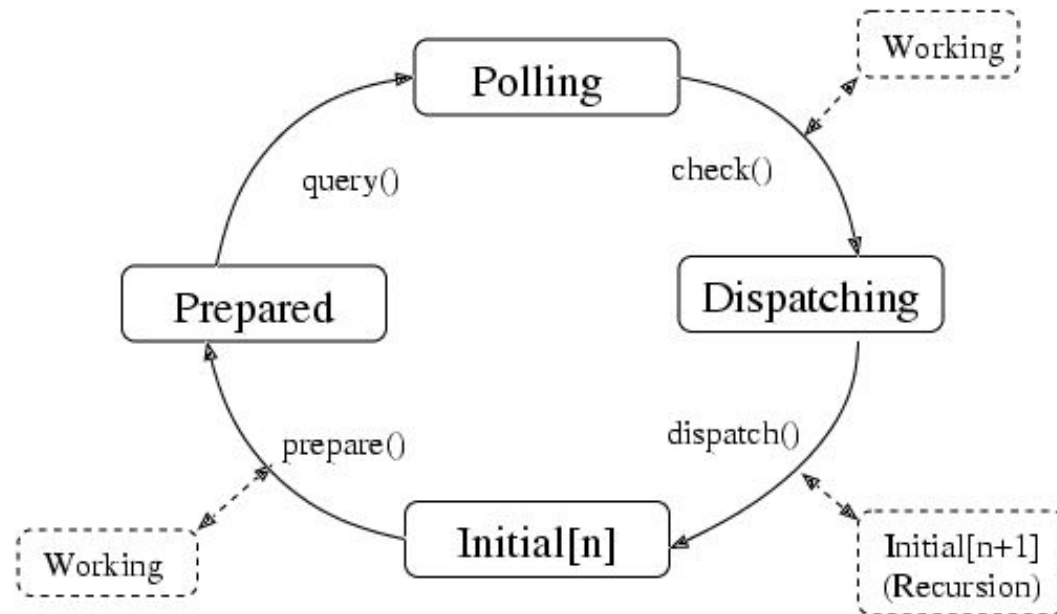 Working
Polling
query()
check()
Prepared
Dispatching
prepare()
dispatch()
Initial[n]
Working
Initial[n+1]
(Recursion)